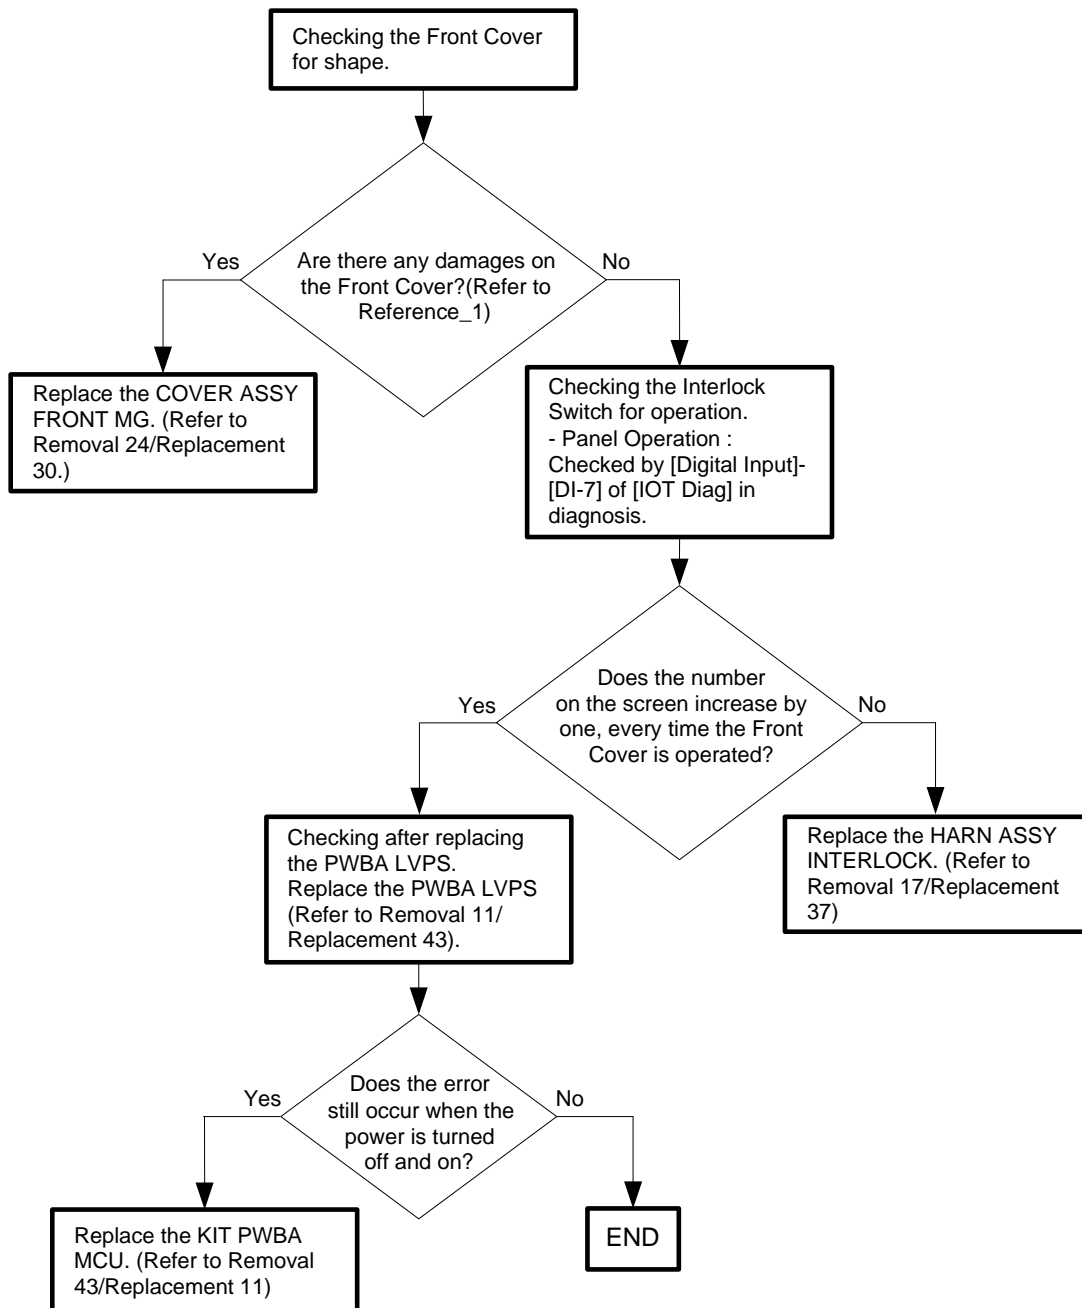 Checking the Front Cover
for shape.
Yes
Are there any damages on
the Front Cover?(Refer to
Reference_1)
No
Replace the COVER ASSY
FRONT MG. (Refer to
Removal 24/Replacement
30.)
Checking the Interlock
Switch for operation.
- Panel Operation :
Checked by [Digital Input]-
[DI-7] of [IOT Diag] in
diagnosis.
Yes
Does the number
on the screen increase by
one, every time the Front
Cover is operated?
No
Checking after replacing
the PWBA LVPS.
Replace the PWBA LVPS
(Refer to Removal 11/
Replacement 43).
Replace the HARN ASSY
INTERLOCK. (Refer to
Removal 17/Replacement
37)
Yes
Does the error
still occur when the
power is turned
off and on?
No
Replace the KIT PWBA
MCU. (Refer to Removal
43/Replacement 11)
END